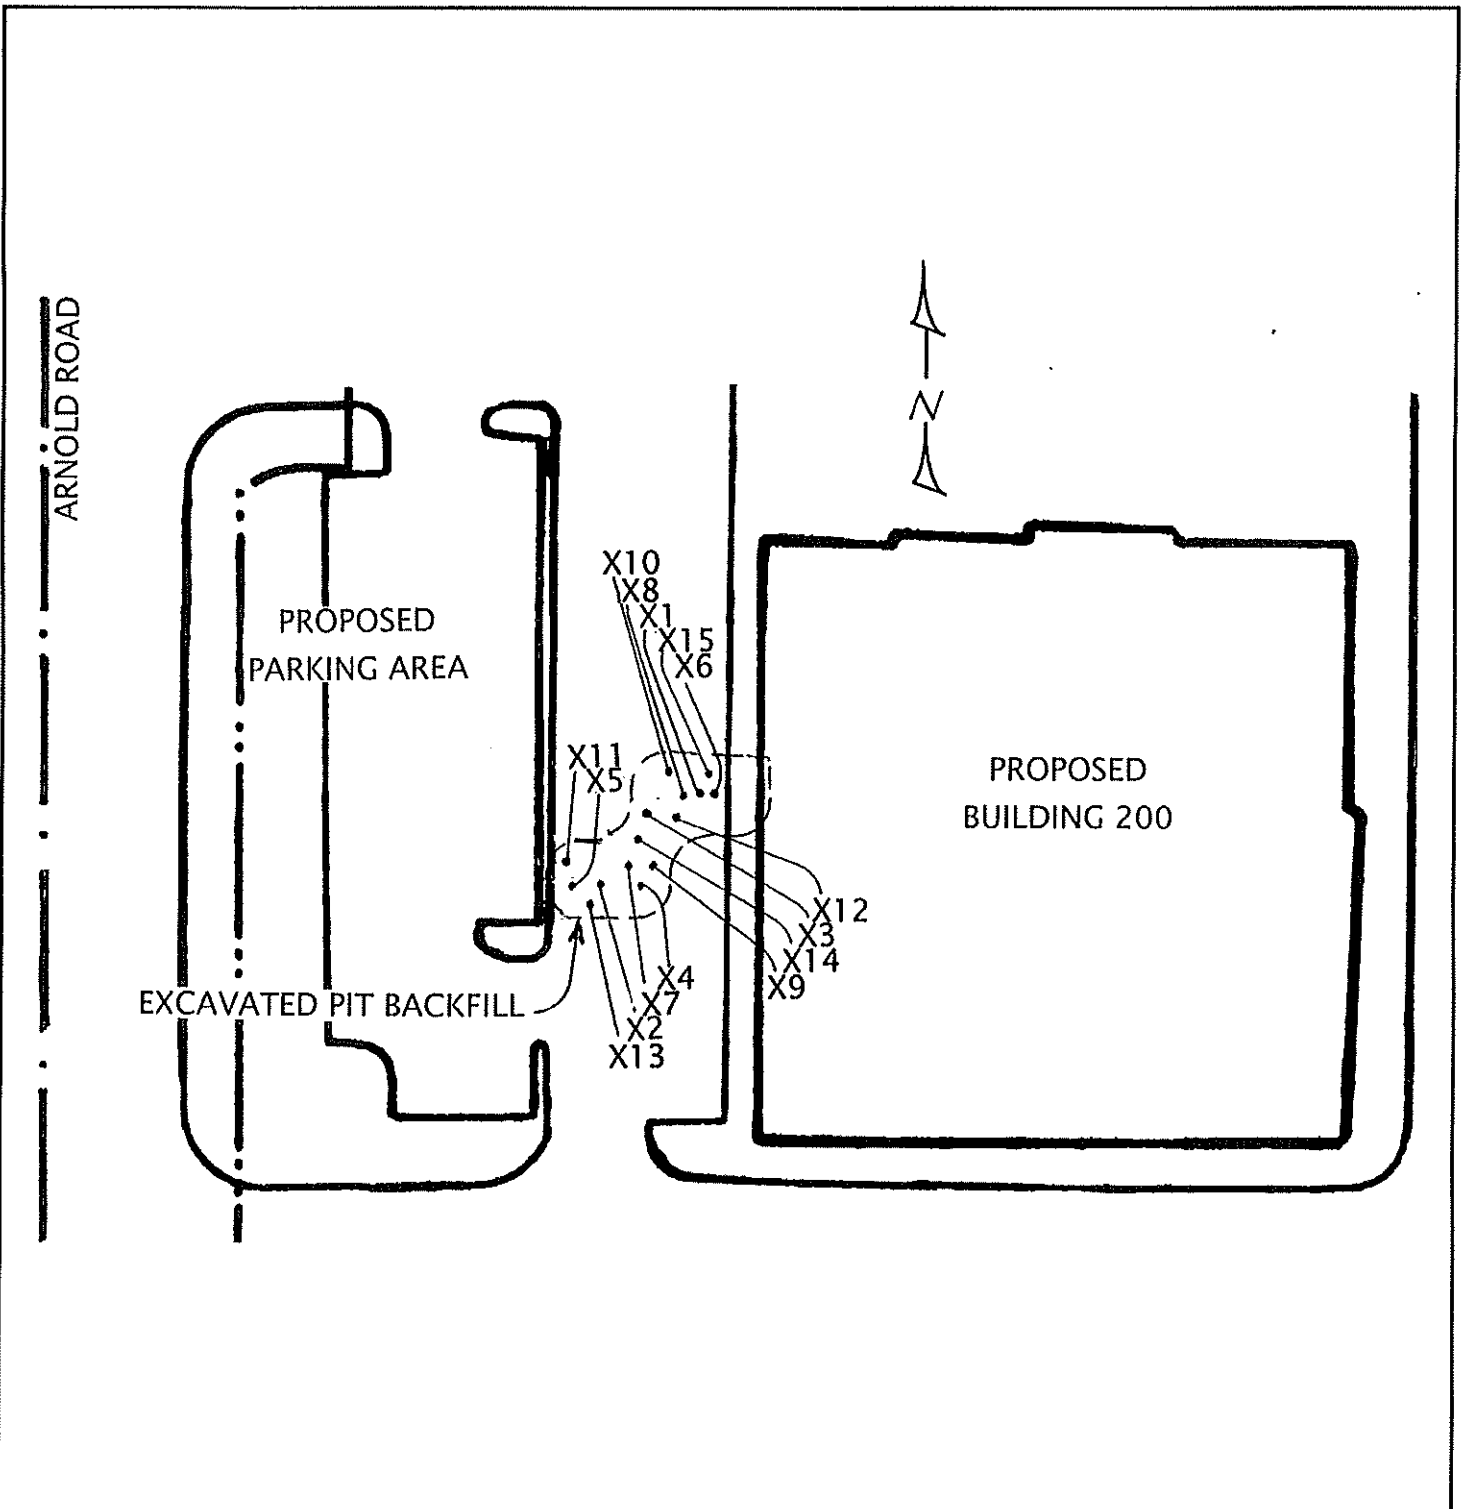 ARNOLD ROAD
N
X10
X8
X1
X15
X6
PROPOSED
PARKING AREA
X11
X5
PROPOSED
BUILDING 200
X12
X3
X14
X9
X4
EXCAVATED PIT BACKFILL
X7
X2
X13